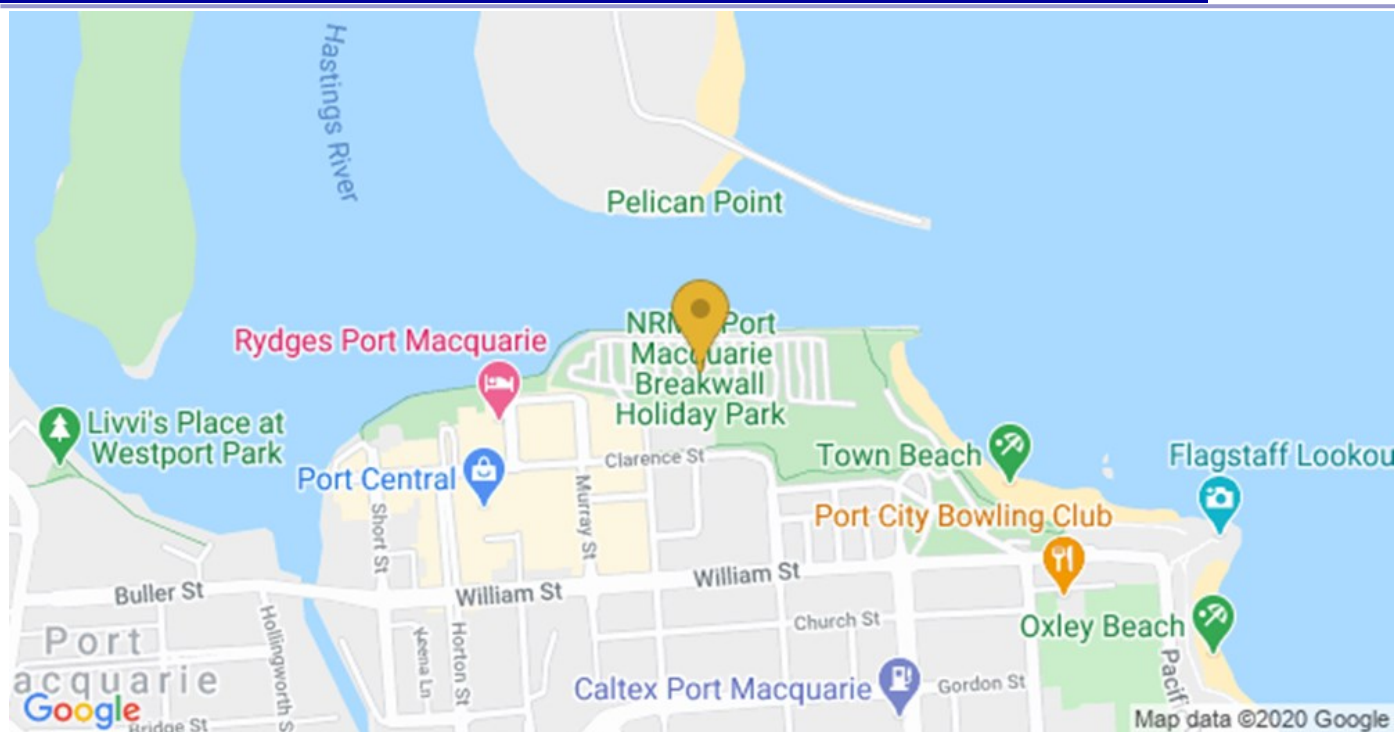 Hastings River
Pelican Point
Rydges Port Macquarie
NRM
Port
Macquarie
Breakwall
Holiday Park
Livvi's Place at
Westport Park
Port Central
Clarence St
Town Beach
Flagstaff Lookou
Port City Bowling Club
Short St
Murray St
William St
William St
Buller St
Church St
Oxley Beach
Port
acquarie
Hollingworth S
Horton St
Caltex Port Macquarie
Gordon St
Pacifi
Google
Bridge St
Map data ©2020 Google